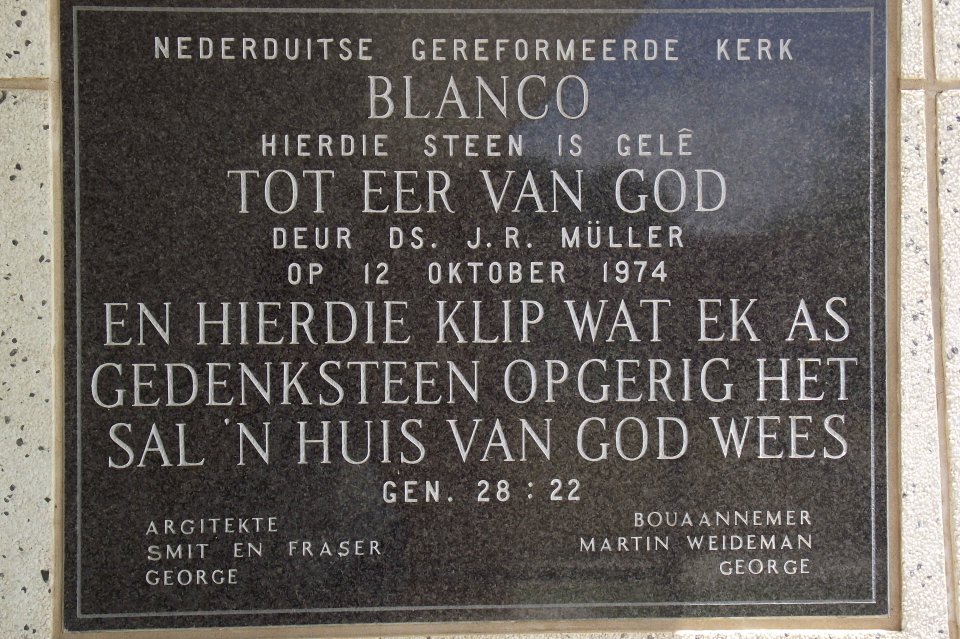 NEDERDUITSE GEREFORMEERDE KERK
BLANCO
HIERDIE STEEN IS GELÊ
TOT EER VAN GOD
DEUR DS. J.R. MÜLLER
OP 12 OKTOBER 1974
EN HIERDIE KLIP WAT EK AS
GEDENKSTEEN OPGERIG HET
SAL 'N HUIS VAN GOD WEES
GEN. 28 : 22
ARGITEKTE
SMIT EN FRASER
GEORGE
BOUAANNEMER
MARTIN WEIDEMAN
GEORGE